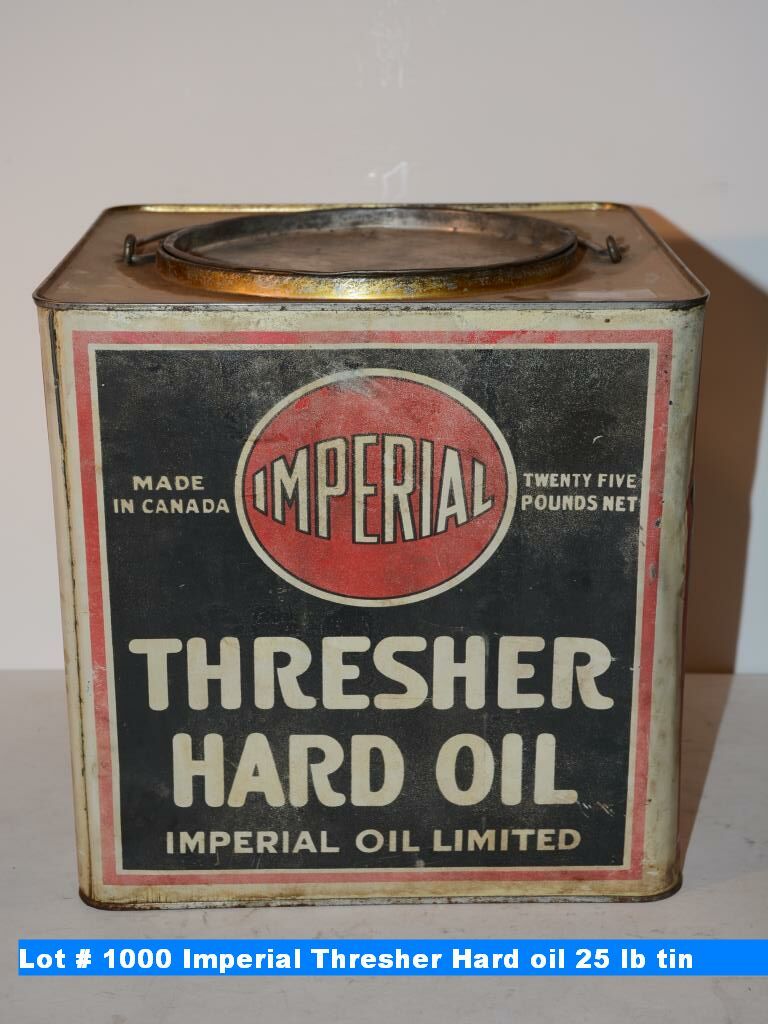 IMPERIAL
MADE
IN CANADA
TWENTY FIVE
POUNDS NET
THRESHER
HARD OIL
IMPERIAL OIL LIMITED
Lot # 1000 Imperial Thresher Hard oil 25 lb tin